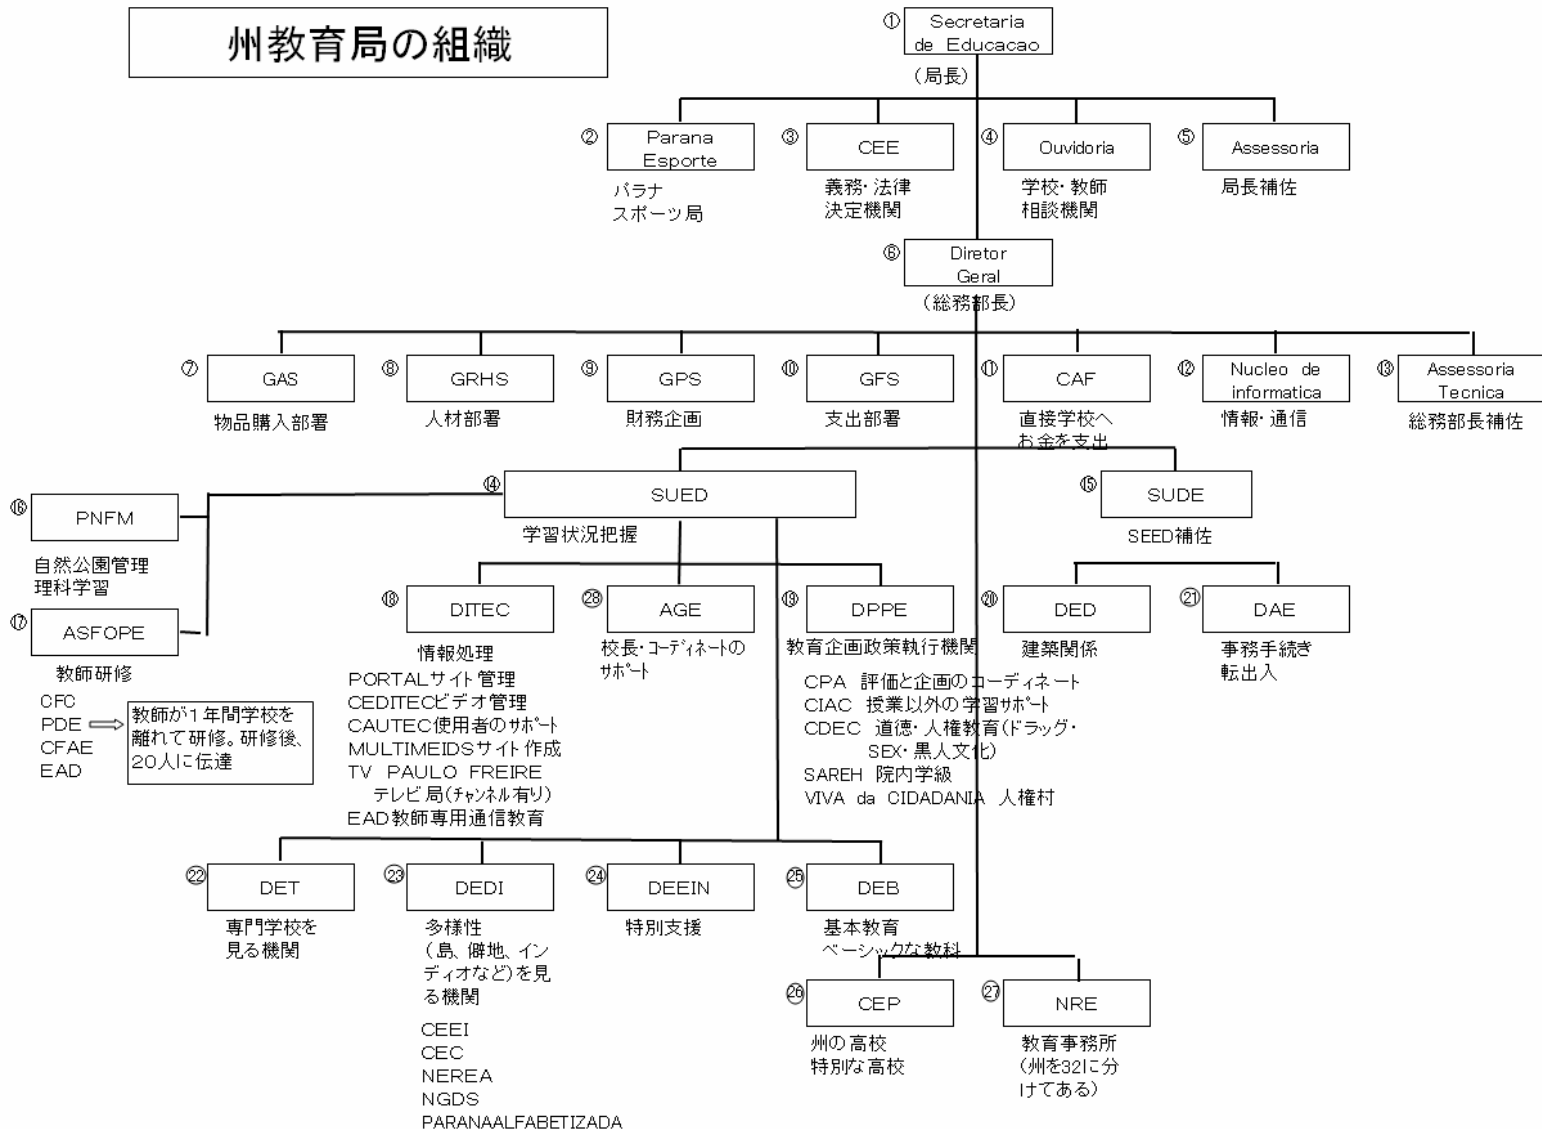 州教育局の組織
① Secretaria
de Educacao
(局長)
② Parana
Esporte
パラナ
スポーツ局
③ CEE
義務・法律
決定機関
④ Ouvidoria
学校・教師
相談機関
⑤ Assessoria
局長補佐
⑥ Diretor
Geral
(総務部長)
⑦ GAS
物品購入部署
⑧ GRHS
人材部署
⑨ GPS
財務企画
⑩ GFS
支出部署
⑪ CAF
直接学校へ
お金を支出
⑫ Nucleo de
informatica
情報・通信
⑬ Assessoria
Tecnica
総務部長補佐
⑭ SUED
学習状況把握
⑮ SUDE
SEED補佐
⑯ PNFM
自然公園管理
理科学習
⑰ ASFOPE
教師研修
CFC
PDE
CFAE
EAD
教師が1年間学校を
離れて研修。研修後、
20人に伝達
⑱ DITEC
情報処理
PORTALサイト管理
CEDITECビデオ管理
CAUTEC使用者のサポート
MULTIMEIDSサイト作成
TV PAULO FREIRE
テレビ局(チャンネル有り)
EAD教師専用通信教育
㉘ AGE
校長・コーディネートの
サポート
⑲ DPPE
教育企画政策執行機関
CPA 評価と企画のコーディネート
CIAC 授業以外の学習サポート
CDEC 道徳・人権教育(ドラッグ・
SEX・黒人文化)
SAREH 院内学級
VIVA da CIDADANIA 人権村
⑳ DED
建築関係
㉑ DAE
事務手続き
転出入
㉒ DET
専門学校を
見る機関
㉓ DEDI
多様性
(島、僻地、イン
ディオなど)を見
る機関
CEEI
CEC
NEREA
NGDS
PARANAALFABETIZADA
㉔ DEEIN
特別支援
㉕ DEB
基本教育
ベーシックな教科
㉖ CEP
州の高校
特別な高校
㉗ NRE
教育事務所
(州を32に分
けてある)